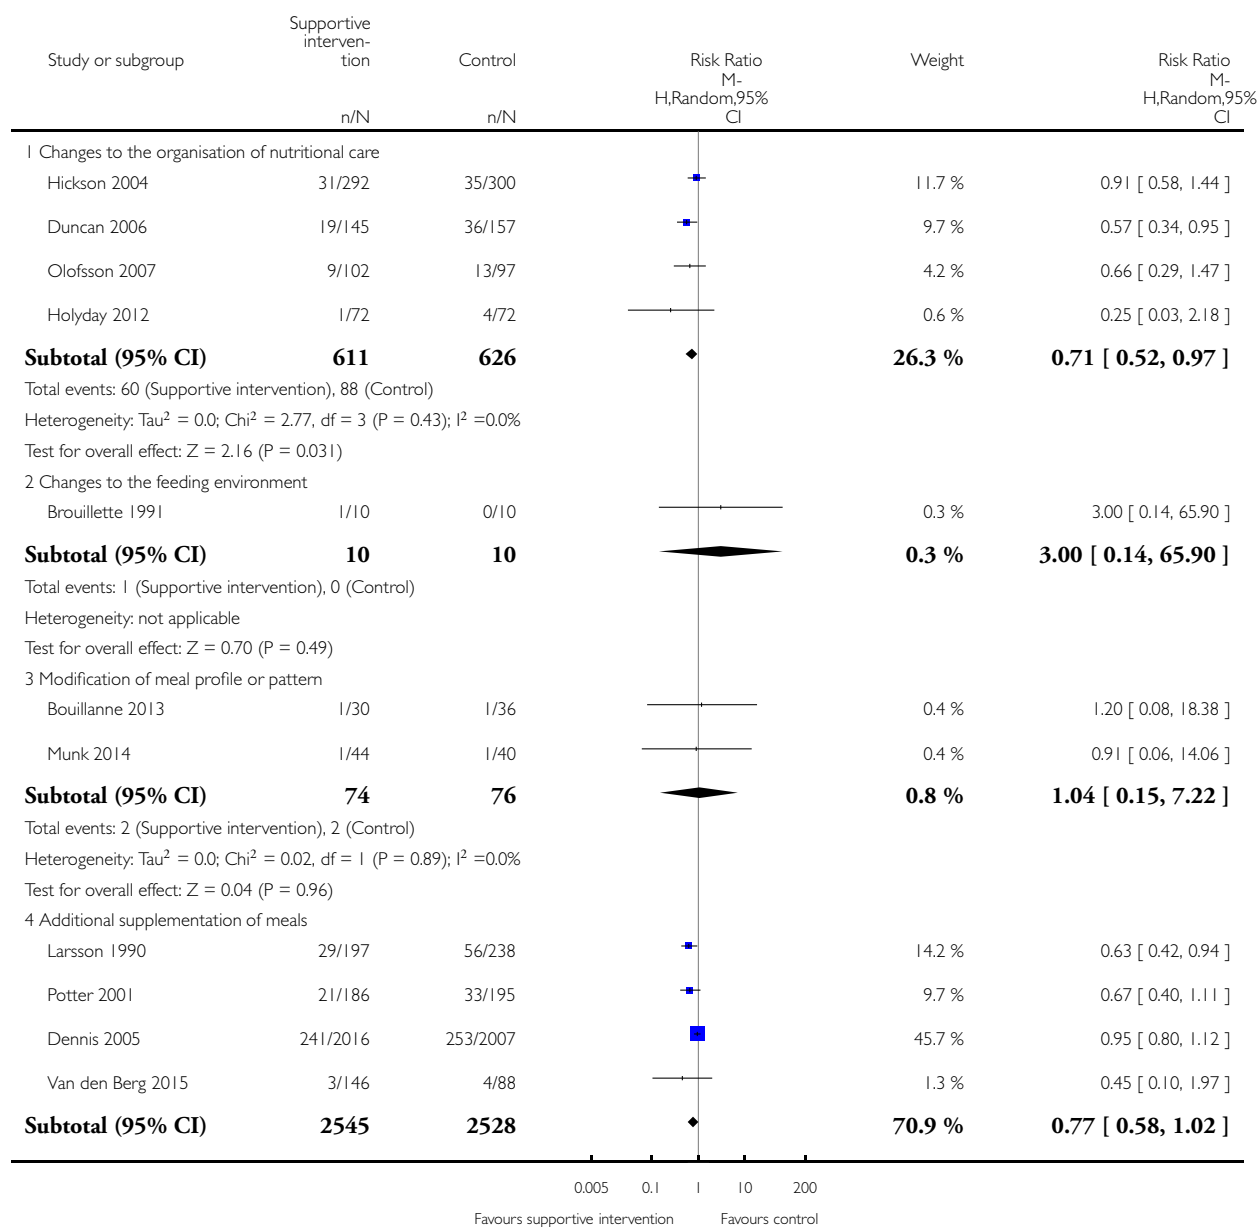 Study or subgroup Supportive interven- tion Control Risk Ratio Weight Risk Ratio
n/N n/N M- H,Random,95% CI M- H,Random,95% CI
1 Changes to the organisation of nutritional care
Hickson 2004 31/292 35/300 11.7 % 0.91 [ 0.58, 1.44 ]
Duncan 2006 19/145 36/157 9.7 % 0.57 [ 0.34, 0.95 ]
Olofsson 2007 9/102 13/97 4.2 % 0.66 [ 0.29, 1.47 ]
Holyday 2012 1/72 4/72 0.6 % 0.25 [ 0.03, 2.18 ]
Subtotal (95% CI) 611 626 26.3 % 0.71 [ 0.52, 0.97 ]
Total events: 60 (Supportive intervention), 88 (Control)
Heterogeneity: Tau² = 0.0; Chi² = 2.77, df = 3 (P = 0.43); I² =0.0%
Test for overall effect: Z = 2.16 (P = 0.031)
2 Changes to the feeding environment
Brouillette 1991 1/10 0/10 0.3 % 3.00 [ 0.14, 65.90 ]
Subtotal (95% CI) 10 10 0.3 % 3.00 [ 0.14, 65.90 ]
Total events: 1 (Supportive intervention), 0 (Control)
Heterogeneity: not applicable
Test for overall effect: Z = 0.70 (P = 0.49)
3 Modification of meal profile or pattern
Bouillanne 2013 1/30 1/36 0.4 % 1.20 [ 0.08, 18.38 ]
Munk 2014 1/44 1/40 0.4 % 0.91 [ 0.06, 14.06 ]
Subtotal (95% CI) 74 76 0.8 % 1.04 [ 0.15, 7.22 ]
Total events: 2 (Supportive intervention), 2 (Control)
Heterogeneity: Tau² = 0.0; Chi² = 0.02, df = 1 (P = 0.89); I² =0.0%
Test for overall effect: Z = 0.04 (P = 0.96)
4 Additional supplementation of meals
Larsson 1990 29/197 56/238 14.2 % 0.63 [ 0.42, 0.94 ]
Potter 2001 21/186 33/195 9.7 % 0.67 [ 0.40, 1.11 ]
Dennis 2005 241/2016 253/2007 45.7 % 0.95 [ 0.80, 1.12 ]
Van den Berg 2015 3/146 4/88 1.3 % 0.45 [ 0.10, 1.97 ]
Subtotal (95% CI) 2545 2528 70.9 % 0.77 [ 0.58, 1.02 ]
0.005 0.1 1 10 200
Favours supportive intervention Favours control